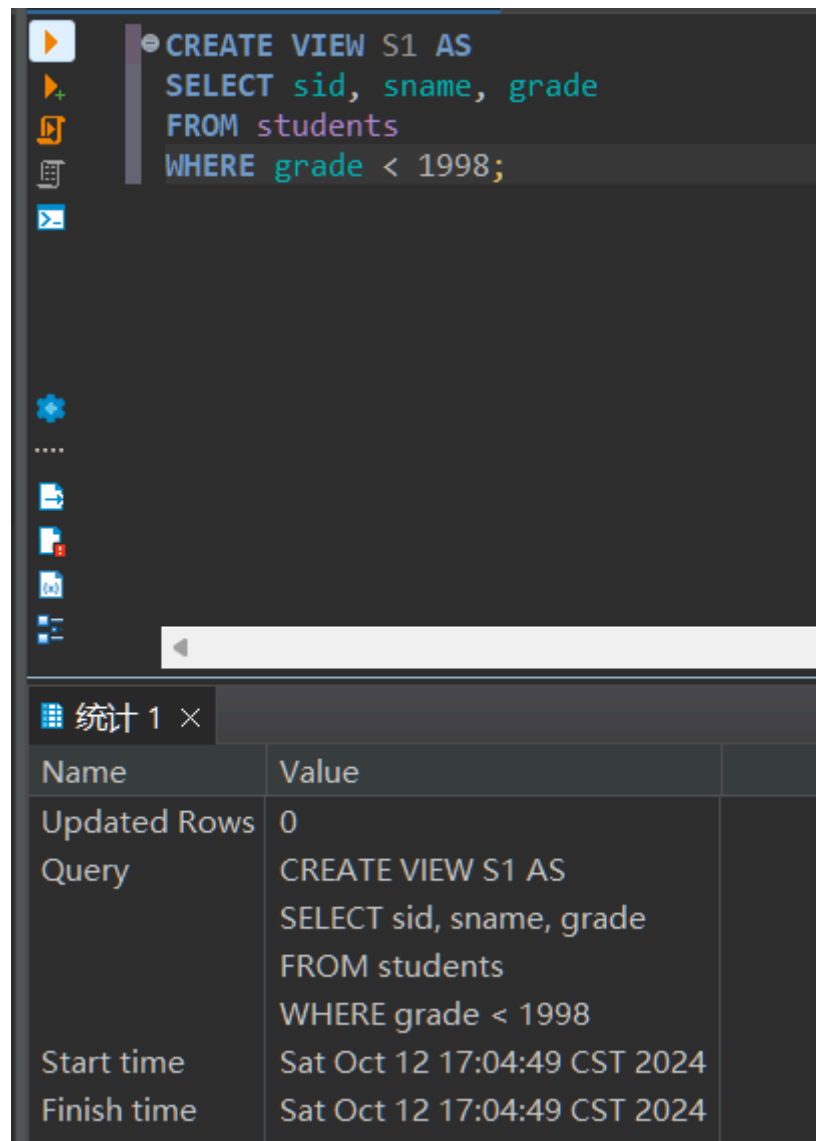 CREATE VIEW S1 AS
SELECT sid, sname, grade
FROM students
WHERE grade < 1998;
统计 1
Name Value
Updated Rows 0
Query CREATE VIEW S1 AS
SELECT sid, sname, grade
FROM students
WHERE grade < 1998
Start time Sat Oct 12 17:04:49 CST 2024
Finish time Sat Oct 12 17:04:49 CST 2024